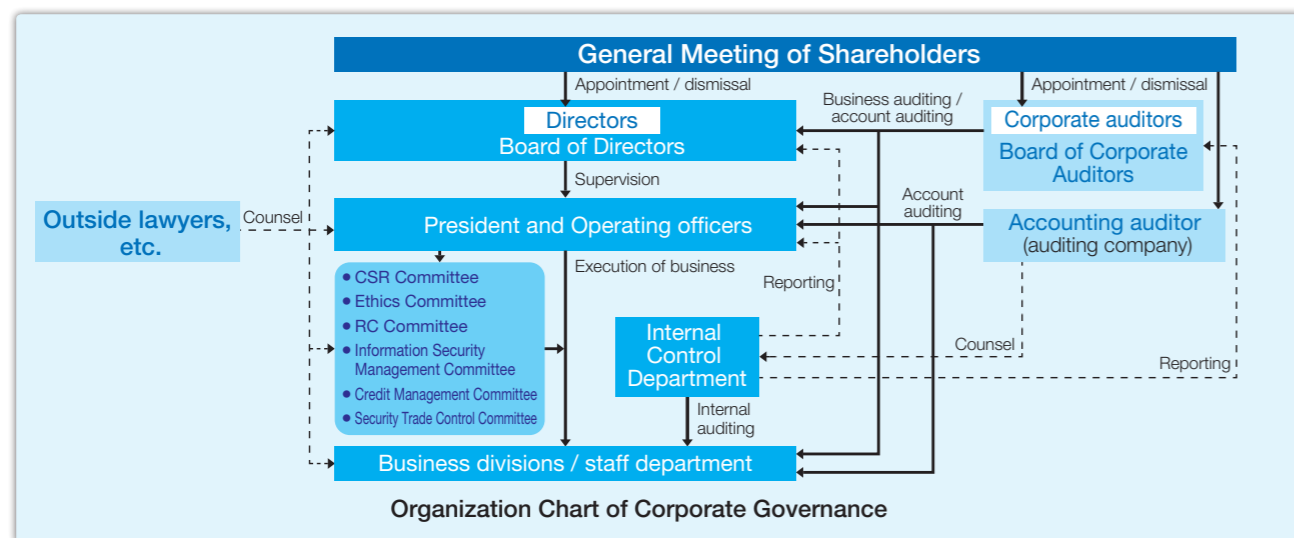 General Meeting of Shareholders
Appointment / dismissal
Appointment / dismissal
Business auditing /
account auditing
Directors
Board of Directors
Corporate auditors
Board of Corporate
Auditors
Supervision
Outside lawyers,
etc.
Counsel
President and Operating officers
Account
auditing
Accounting auditor
(auditing company)
Execution of business
Reporting
• CSR Committee
• Ethics Committee
• RC Committee
• Information Security
Management Committee
• Credit Management Committee
• Security Trade Control Committee
Internal
Control
Department
Counsel
Reporting
Internal
auditing
Business divisions / staff department
Organization Chart of Corporate Governance